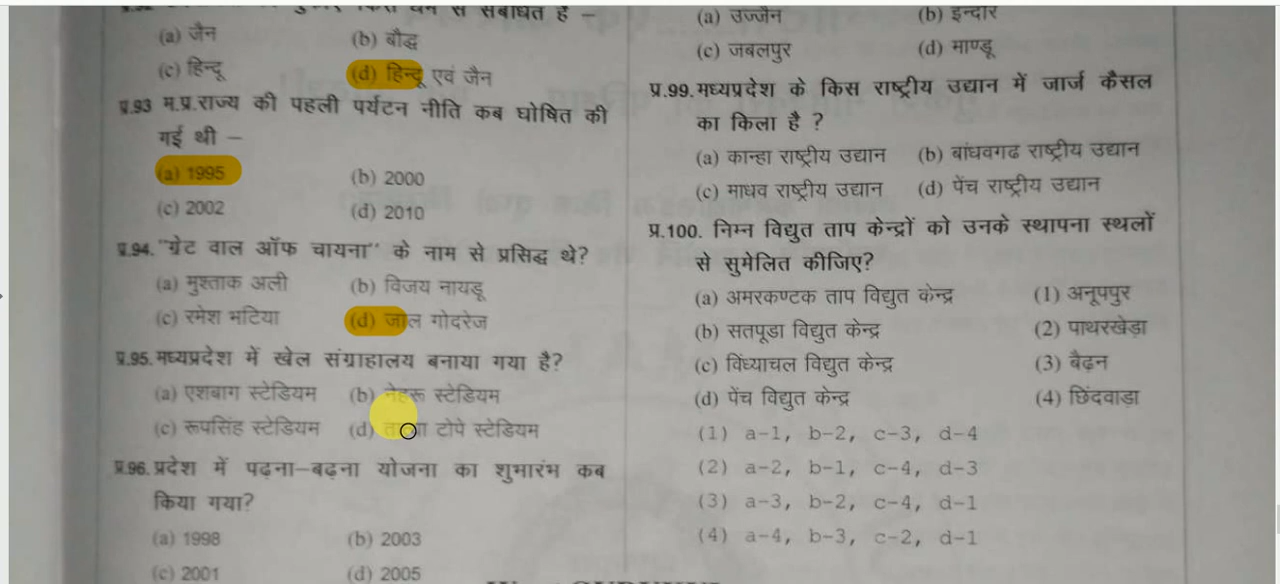 से संबंधित है –
(a) जैन (b) बौद्ध
(c) हिन्दू (d) हिन्दू एवं जैन
प्र.93 म.प्र.राज्य की पहली पर्यटन नीति कब घोषित की
गई थी –
(a) 1995 (b) 2000
(c) 2002 (d) 2010
प्र.94. "ग्रेट वाल ऑफ चायना" के नाम से प्रसिद्ध थे?
(a) मुश्ताक अली (b) विजय नायडू
(c) रमेश भटिया (d) जाल गोदरेज
प्र.95. मध्यप्रदेश में खेल संग्राहालय बनाया गया है?
(a) एशबाग स्टेडियम (b) नेहरू स्टेडियम
(c) रूपसिंह स्टेडियम (d) टोपे स्टेडियम
प्र.96. प्रदेश में पढ़ना–बढ़ना योजना का शुभारंभ कब
किया गया?
(a) 1998 (b) 2003
(c) 2001 (d) 2005
(a) उज्जैन (b) इन्दौर
(c) जबलपुर (d) माण्डू
प्र.99. मध्यप्रदेश के किस राष्ट्रीय उद्यान में जार्ज कैसल
का किला है ?
(a) कान्हा राष्ट्रीय उद्यान (b) बांधवगढ राष्ट्रीय उद्यान
(c) माधव राष्ट्रीय उद्यान (d) पेंच राष्ट्रीय उद्यान
प्र.100. निम्न विद्युत ताप केन्द्रों को उनके स्थापना स्थलों
से सुमेलित कीजिए?
(a) अमरकण्टक ताप विद्युत केन्द्र (1) अनूपपुर
(b) सतपूडा विद्युत केन्द्र (2) पाथरखेड़ा
(c) विंध्याचल विद्युत केन्द्र (3) बैढ़न
(d) पेंच विद्युत केन्द्र (4) छिंदवाड़ा
(1) a-1, b-2, c-3, d-4
(2) a-2, b-1, c-4, d-3
(3) a-3, b-2, c-4, d-1
(4) a-4, b-3, c-2, d-1